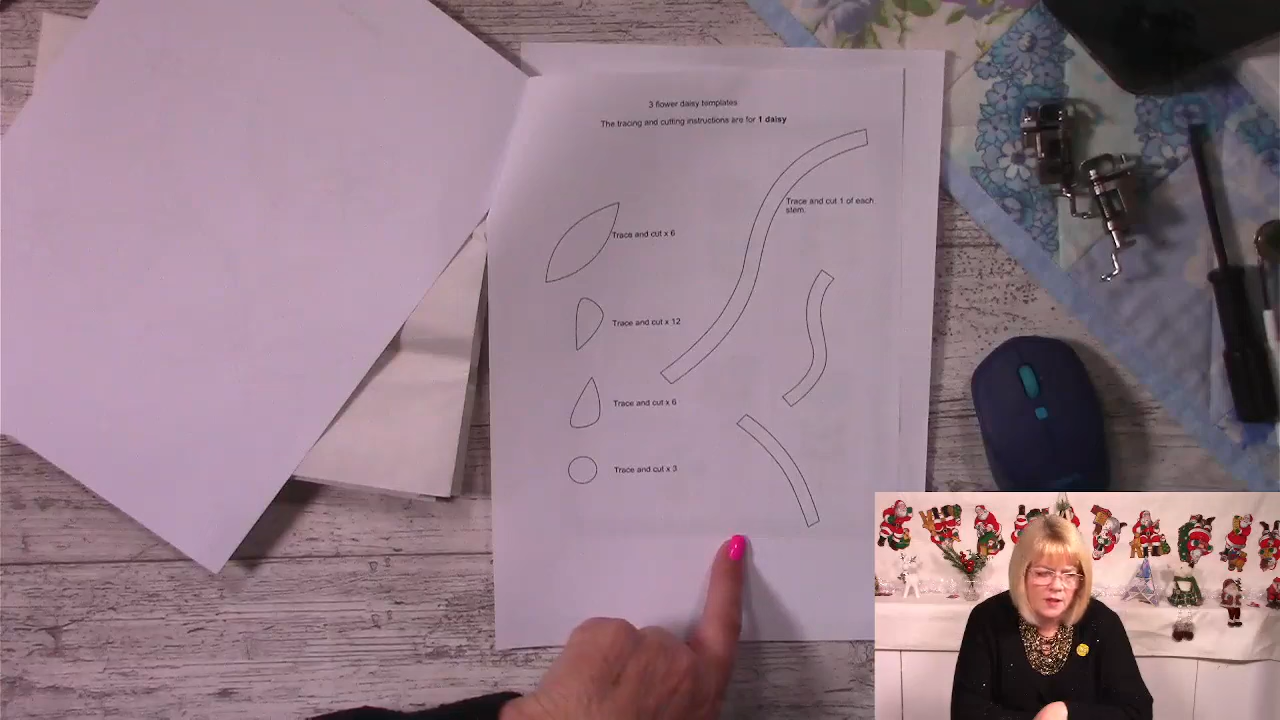 3 flower daisy templates
The tracing and cutting instructions are for 1 daisy
Trace and cut 1 of each
stem.
Trace and cut x 6
Trace and cut x 12
Trace and cut x 6
Trace and cut x 3